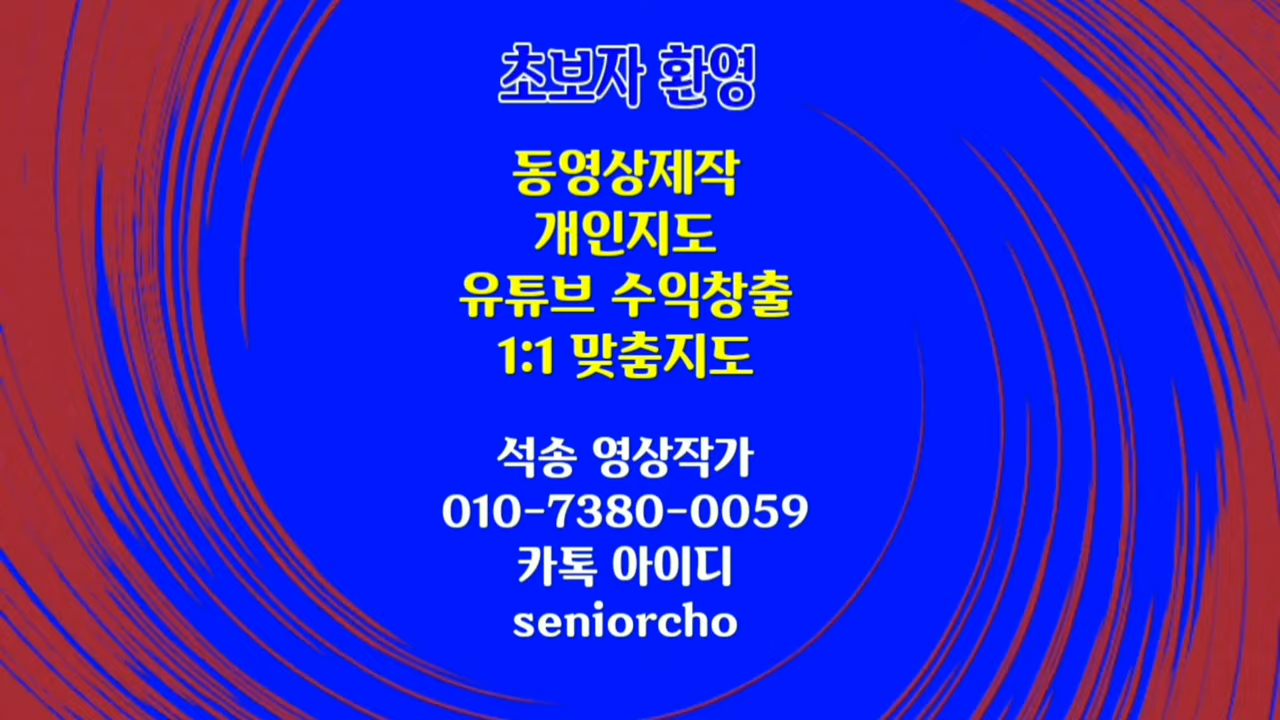 초보자 환영
동영상제작
개인지도
유튜브 수익창출
1:1 맞춤지도
석송 영상작가
010-7380-0059
카톡 아이디
seniorcho